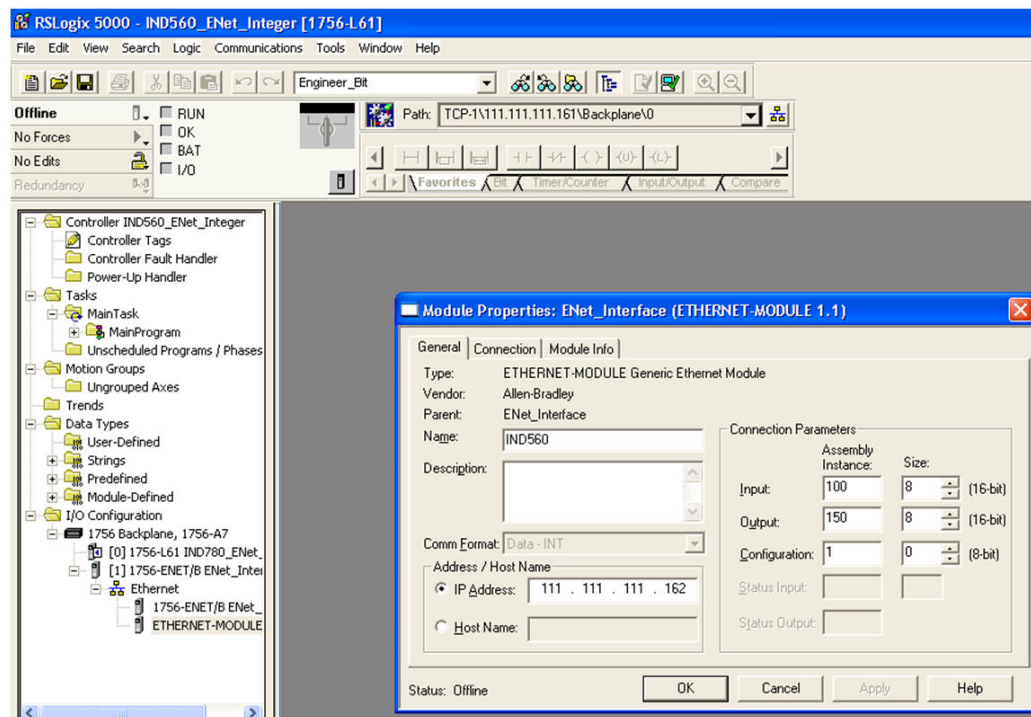 RSLogix 5000 - IND560_ENet_Integer [1756-L61]
File Edit View Search Logic Communications Tools Window Help
Engineer_Bit
Offline
RUN
No Forces
OK
No Edits
BAT
Redundancy
I/O
Path: TCP-1\111.111.111.161\Backplane\0
Favorites Bit Timer/Counter Input/Output Compare
Controller IND560_ENet_Integer
Controller Tags
Controller Fault Handler
Power-Up Handler
Tasks
MainTask
MainProgram
Unscheduled Programs / Phases
Motion Groups
Ungrouped Axes
Trends
Data Types
User-Defined
Strings
Predefined
Module-Defined
I/O Configuration
1756 Backplane, 1756-A7
[0] 1756-L61 IND780_ENet_
[1] 1756-ENET/B ENet_Inter
Ethernet
1756-ENET/B ENet_
ETHERNET-MODULE
Module Properties: ENet_Interface (ETHERNET-MODULE 1.1)
General Connection Module Info
Type: ETHERNET-MODULE Generic Ethernet Module
Vendor: Allen-Bradley
Parent: ENet_Interface
Name: IND560
Description:
Comm Format: Data - INT
Address / Host Name
IP Address: 111 . 111 . 111 . 162
Host Name:
Connection Parameters
Assembly
Instance: Size:
Input: 100 8 (16-bit)
Output: 150 8 (16-bit)
Configuration: 1 0 (8-bit)
Status Input:
Status Output:
Status: Offline
OK Cancel Apply Help